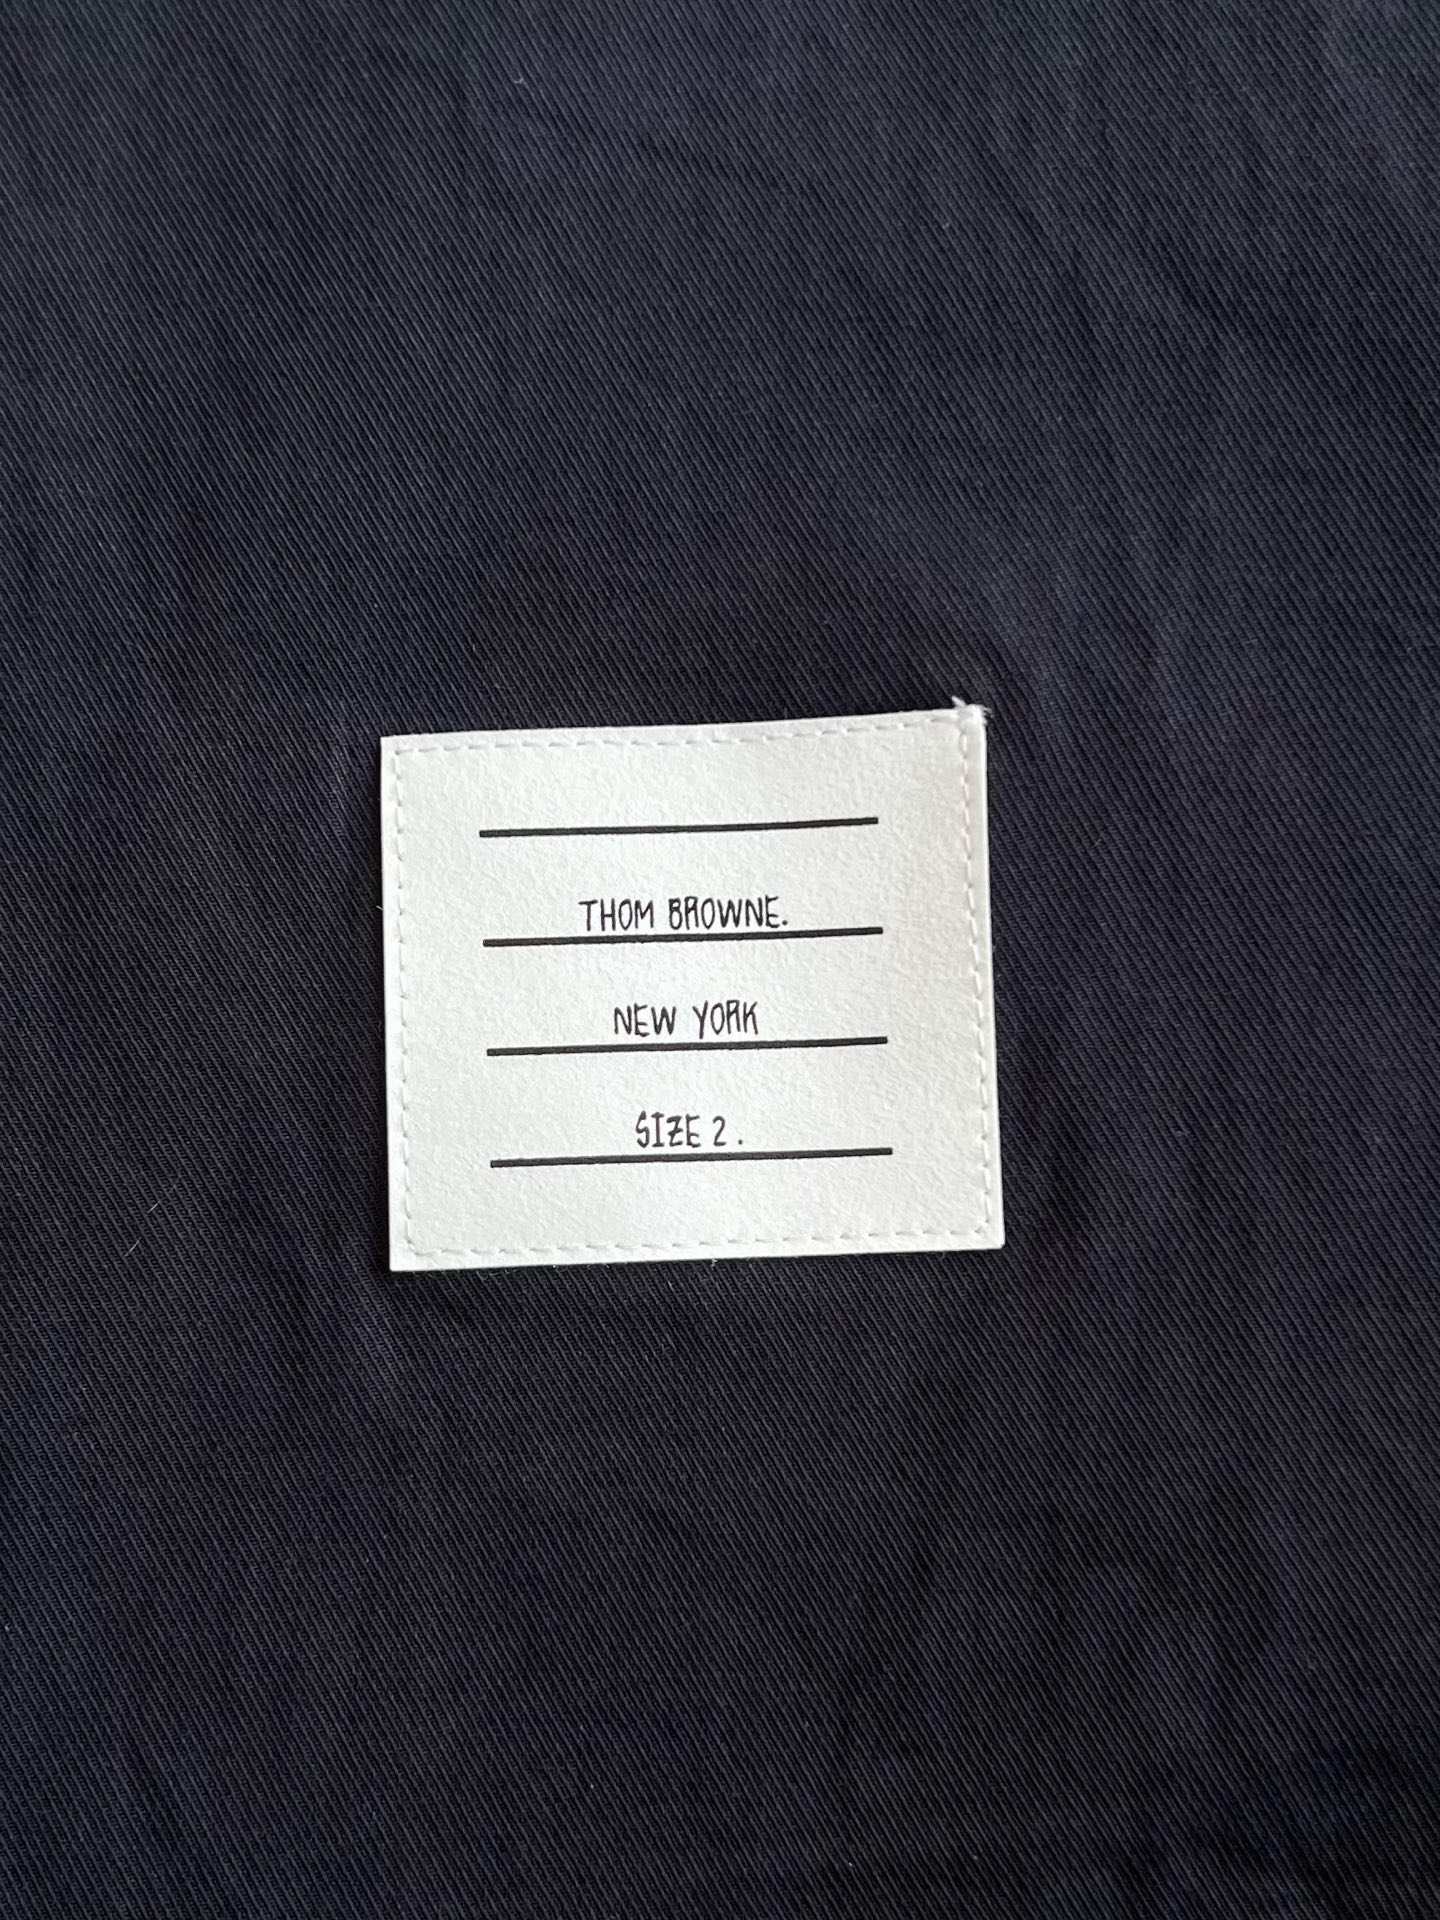 THOM BROWNE.
NEW YORK
SIZE 2.